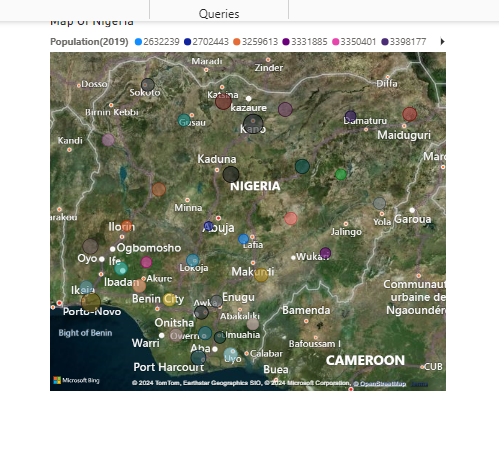 Queries
Map of Nigeria
Population(2019) 2632239 2702443 3259613 3331885 3350401 3398177
Maradi
Zinder
Dosso
Sokoto
Katsina
Diffa
kazaure
Birnin Kebbi
Gusau
Kano
Damaturu
Maiduguri
Kandi
Kaduna
NIGERIA
Minna
Yola
Garoua
Ilorin
Abuja
Jalingo
Lafia
Ogbomosho
Oyo
Ife
Lokoja
Makurdi
Wukari
Akure
Ibadan
Ikeja
Benin City
Enugu
Porto-Novo
Abakaliki
Onitsha
Bamenda
Communauté
urbaine de
Ngaoundéré
Bight of Benin
Warri
Owerri
Umuahia
Bafoussam I
Aba
Uyo
Calabar
CAMEROON
CUB
Port Harcourt
Buea
Microsoft Bing
© 2024 TomTom, Earthstar Geographics SIO, © 2024 Microsoft Corporation, © OpenStreetMap